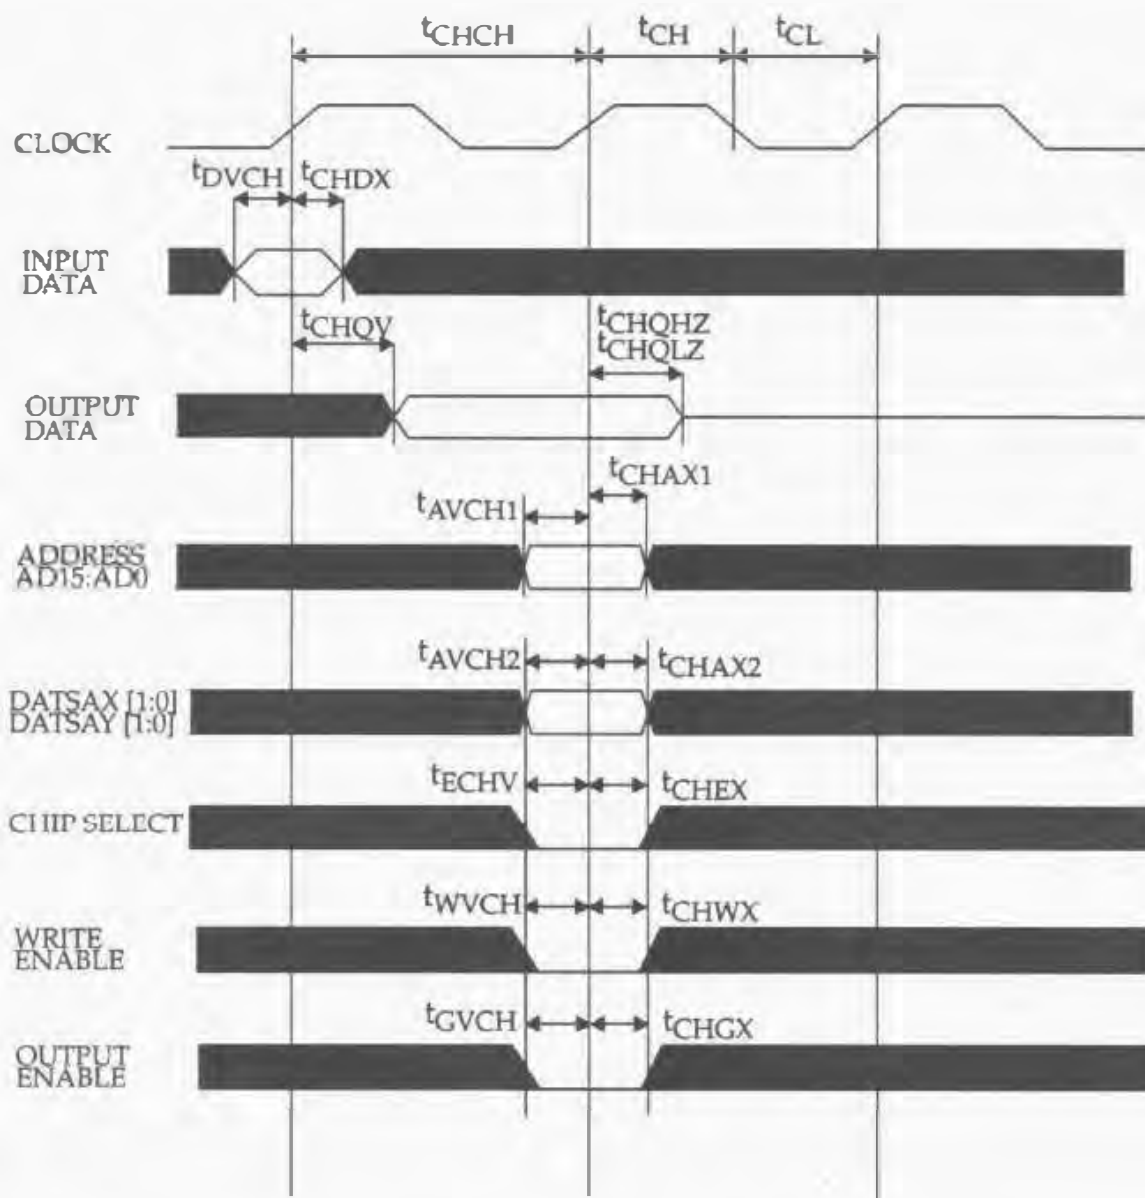 tCHCH
tCH
tCL
CLOCK
tDVCH
tCHDX
INPUT
DATA
tCHQV
tCHQHZ
tCHQLZ
OUTPUT
DATA
tCHAX1
tAVCH1
ADDRESS
AD15:AD0
tAVCH2
tCHAX2
DATSAX [1:0]
DATSAY [1:0]
tECHV
tCHEX
CHIP SELECT
tWVCH
tCHWX
WRITE
ENABLE
tGVCH
tCHGX
OUTPUT
ENABLE